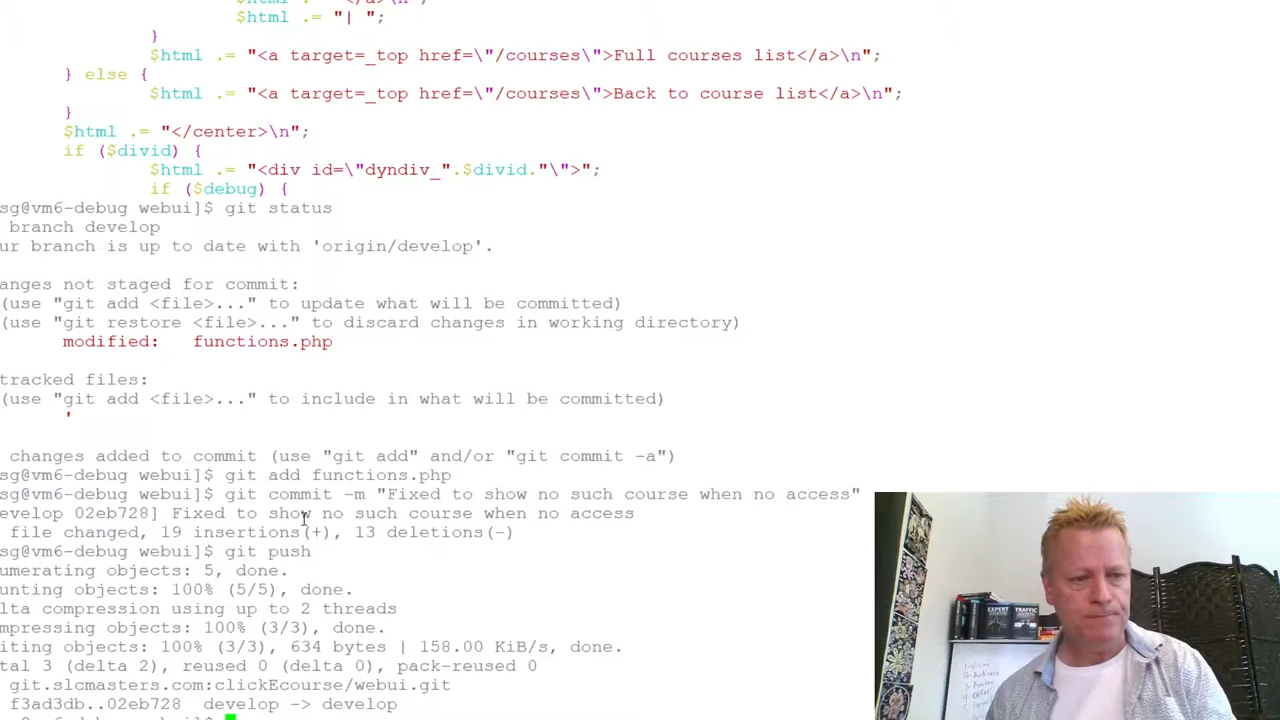 $html .= "</a>\n";
$html .= "| ";
}
$html .= "<a target=_top href=\"/courses\">Full courses list</a>\n";
} else {
$html .= "<a target=_top href=\"/courses\">Back to course list</a>\n";
}
$html .= "</center>\n";
if ($divid) {
$html .= "<div id=\"dyndiv_".$divid."\">";
if ($debug) {
sg@vm6-debug webui]$ git status
branch develop
ur branch is up to date with 'origin/develop'.
anges not staged for commit:
(use "git add <file>..." to update what will be committed)
(use "git restore <file>..." to discard changes in working directory)
modified:   functions.php
tracked files:
(use "git add <file>..." to include in what will be committed)
'
changes added to commit (use "git add" and/or "git commit -a")
sg@vm6-debug webui]$ git add functions.php
sg@vm6-debug webui]$ git commit -m "Fixed to show no such course when no access"
evelop 02eb728] Fixed to show no such course when no access
file changed, 19 insertions(+), 13 deletions(-)
sg@vm6-debug webui]$ git push
umerating objects: 5, done.
unting objects: 100% (5/5), done.
lta compression using up to 2 threads
mpressing objects: 100% (3/3), done.
iting objects: 100% (3/3), 634 bytes | 158.00 KiB/s, done.
tal 3 (delta 2), reused 0 (delta 0), pack-reused 0
git.slcmasters.com:clickEcourse/webui.git
f3ad3db..02eb728  develop -> develop
EXPERT
TRAFFIC